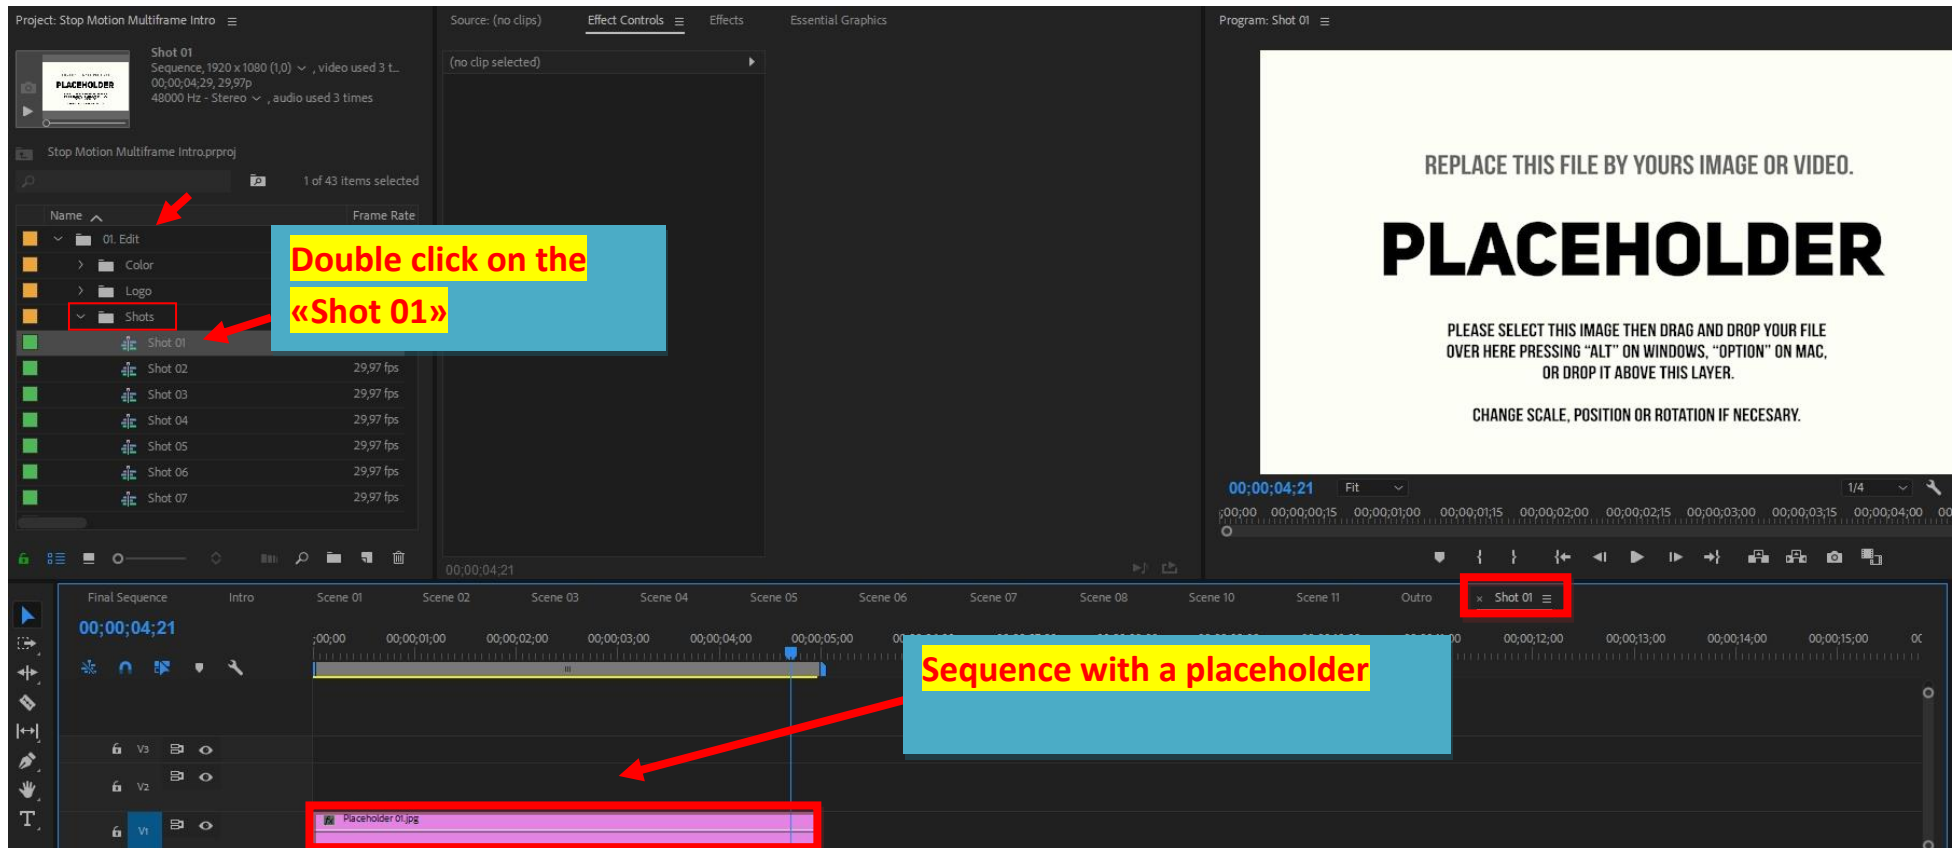 Project: Stop Motion Multiframe Intro
Source: (no clips) Effect Controls Effects Essential Graphics
Program: Shot 01
Shot 01
Sequence, 1920 x 1080 (1,0) , video used 3 t...
00;00;04;29, 29,97p
48000 Hz - Stereo , audio used 3 times
PLACEHOLDER
(no clip selected)
Stop Motion Multiframe Intro.prproj
1 of 43 items selected
Name Frame Rate
01. Edit
Color
Logo
Shots
Shot 01
Shot 02 29,97 fps
Shot 03 29,97 fps
Shot 04 29,97 fps
Shot 05 29,97 fps
Shot 06 29,97 fps
Shot 07 29,97 fps
Double click on the
«Shot 01»
00;00;04;21
REPLACE THIS FILE BY YOURS IMAGE OR VIDEO.
PLACEHOLDER
PLEASE SELECT THIS IMAGE THEN DRAG AND DROP YOUR FILE
OVER HERE PRESSING “ALT” ON WINDOWS, “OPTION” ON MAC,
OR DROP IT ABOVE THIS LAYER.
CHANGE SCALE, POSITION OR ROTATION IF NECESARY.
00;00;04;21 Fit 1/4
;00;00 00;00;00;15 00;00;01;00 00;00;01;15 00;00;02;00 00;00;02;15 00;00;03;00 00;00;03;15 00;00;04;00 00
Final Sequence Intro Scene 01 Scene 02 Scene 03 Scene 04 Scene 05 Scene 06 Scene 07 Scene 08 Scene 10 Scene 11 Outro × Shot 01
00;00;04;21
;00;00 00;00;01;00 00;00;02;00 00;00;03;00 00;00;04;00 00;00;05;00 00;00;12;00 00;00;13;00 00;00;14;00 00;00;15;00
Sequence with a placeholder
V3
V2
V1
fx Placeholder 01.jpg